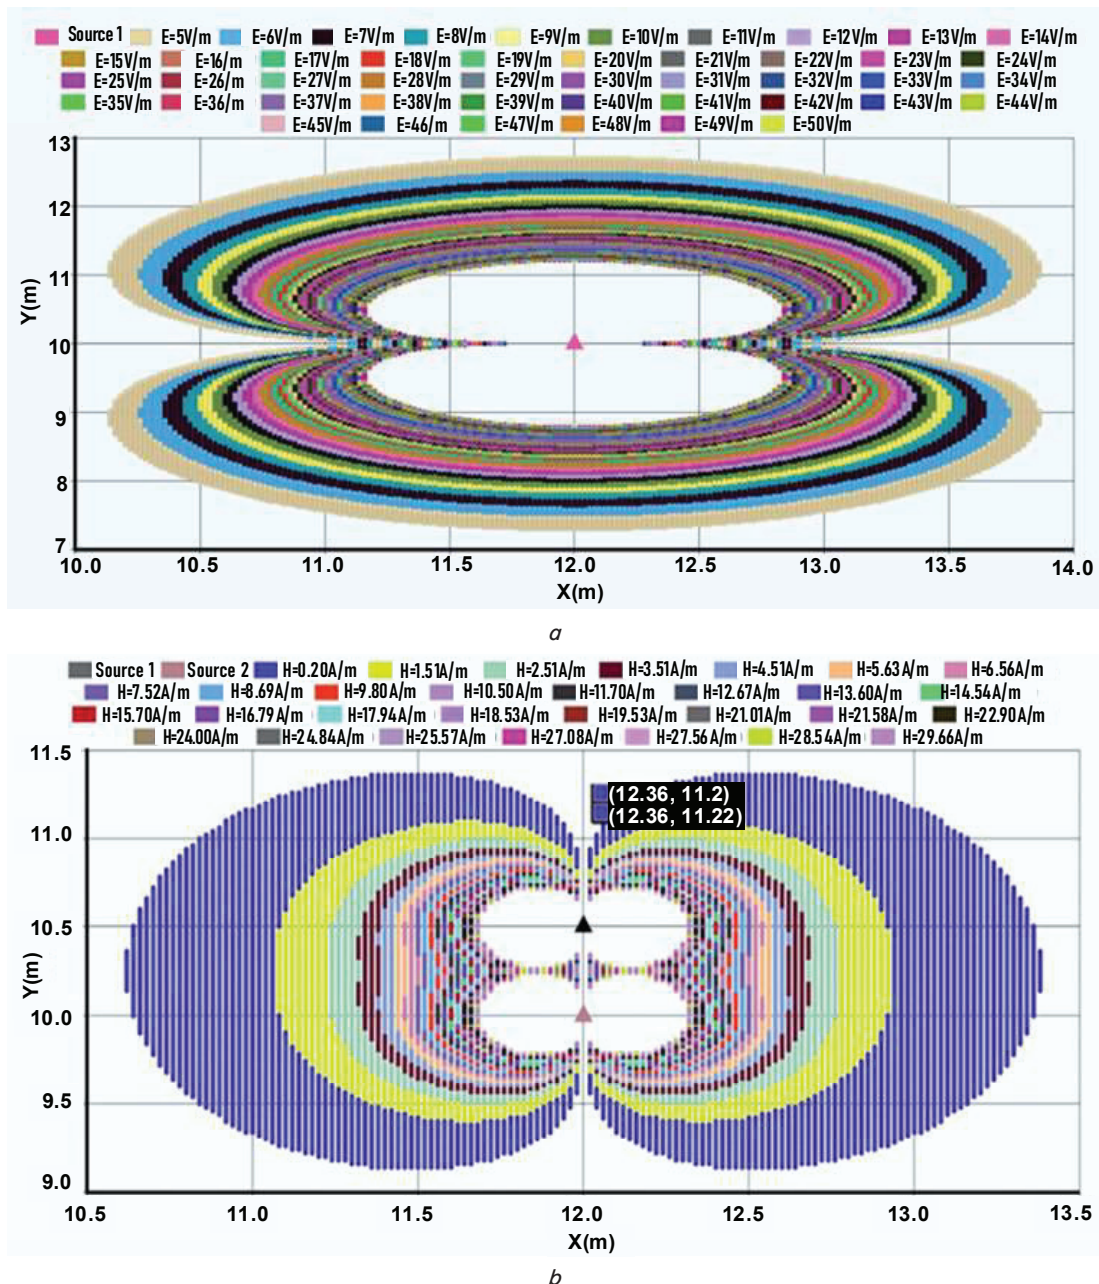 Source 1 E=5V/m E=6V/m E=7V/m E=8V/m E=9V/m E=10V/m E=11V/m E=12V/m E=13V/m E=14V/m
E=15V/m E=16/m E=17V/m E=18V/m E=19V/m E=20V/m E=21V/m E=22V/m E=23V/m E=24V/m
E=25V/m E=26/m E=27V/m E=28V/m E=29V/m E=30V/m E=31V/m E=32V/m E=33V/m E=34V/m
E=35V/m E=36/m E=37V/m E=38V/m E=39V/m E=40V/m E=41V/m E=42V/m E=43V/m E=44V/m
E=45V/m E=46/m E=47V/m E=48V/m E=49V/m E=50V/m
13
12
11
Y(m)
10
9
8
7
10.0 10.5 11.0 11.5 12.0 12.5 13.0 13.5 14.0
X(m)
a
Source 1 Source 2 H=0.20A/m H=1.51A/m H=2.51A/m H=3.51A/m H=4.51A/m H=5.63A/m H=6.56A/m
H=7.52A/m H=8.69A/m H=9.80A/m H=10.50A/m H=11.70A/m H=12.67A/m H=13.60A/m H=14.54A/m
H=15.70A/m H=16.79A/m H=17.94A/m H=18.53A/m H=19.53A/m H=21.01A/m H=21.58A/m H=22.90A/m
H=24.00A/m H=24.84A/m H=25.57A/m H=27.08A/m H=27.56A/m H=28.54A/m H=29.66A/m
11.5
(12.36, 11.2)
(12.36, 11.22)
11.0
10.5
Y(m)
10.0
9.5
9.0
10.5 11.0 11.5 12.0 12.5 13.0 13.5
X(m)
b